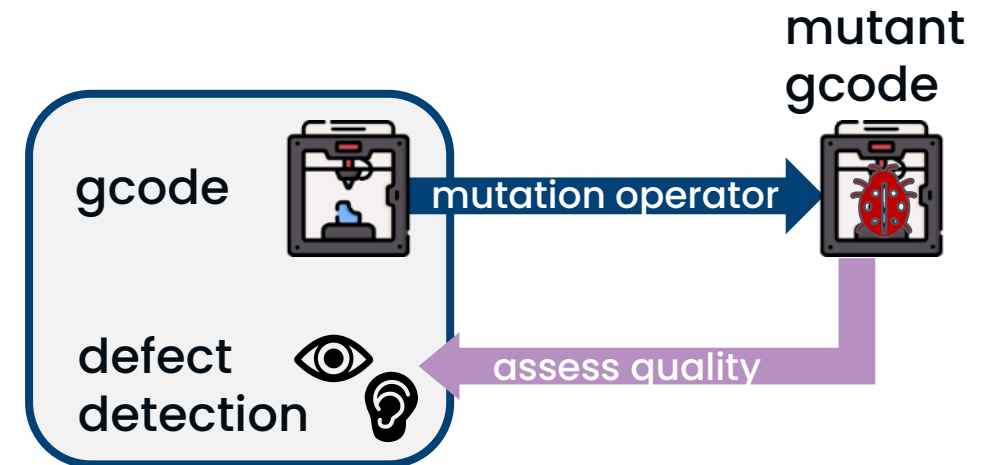 mutant
gcode
gcode
mutation operator
defect
detection
assess quality